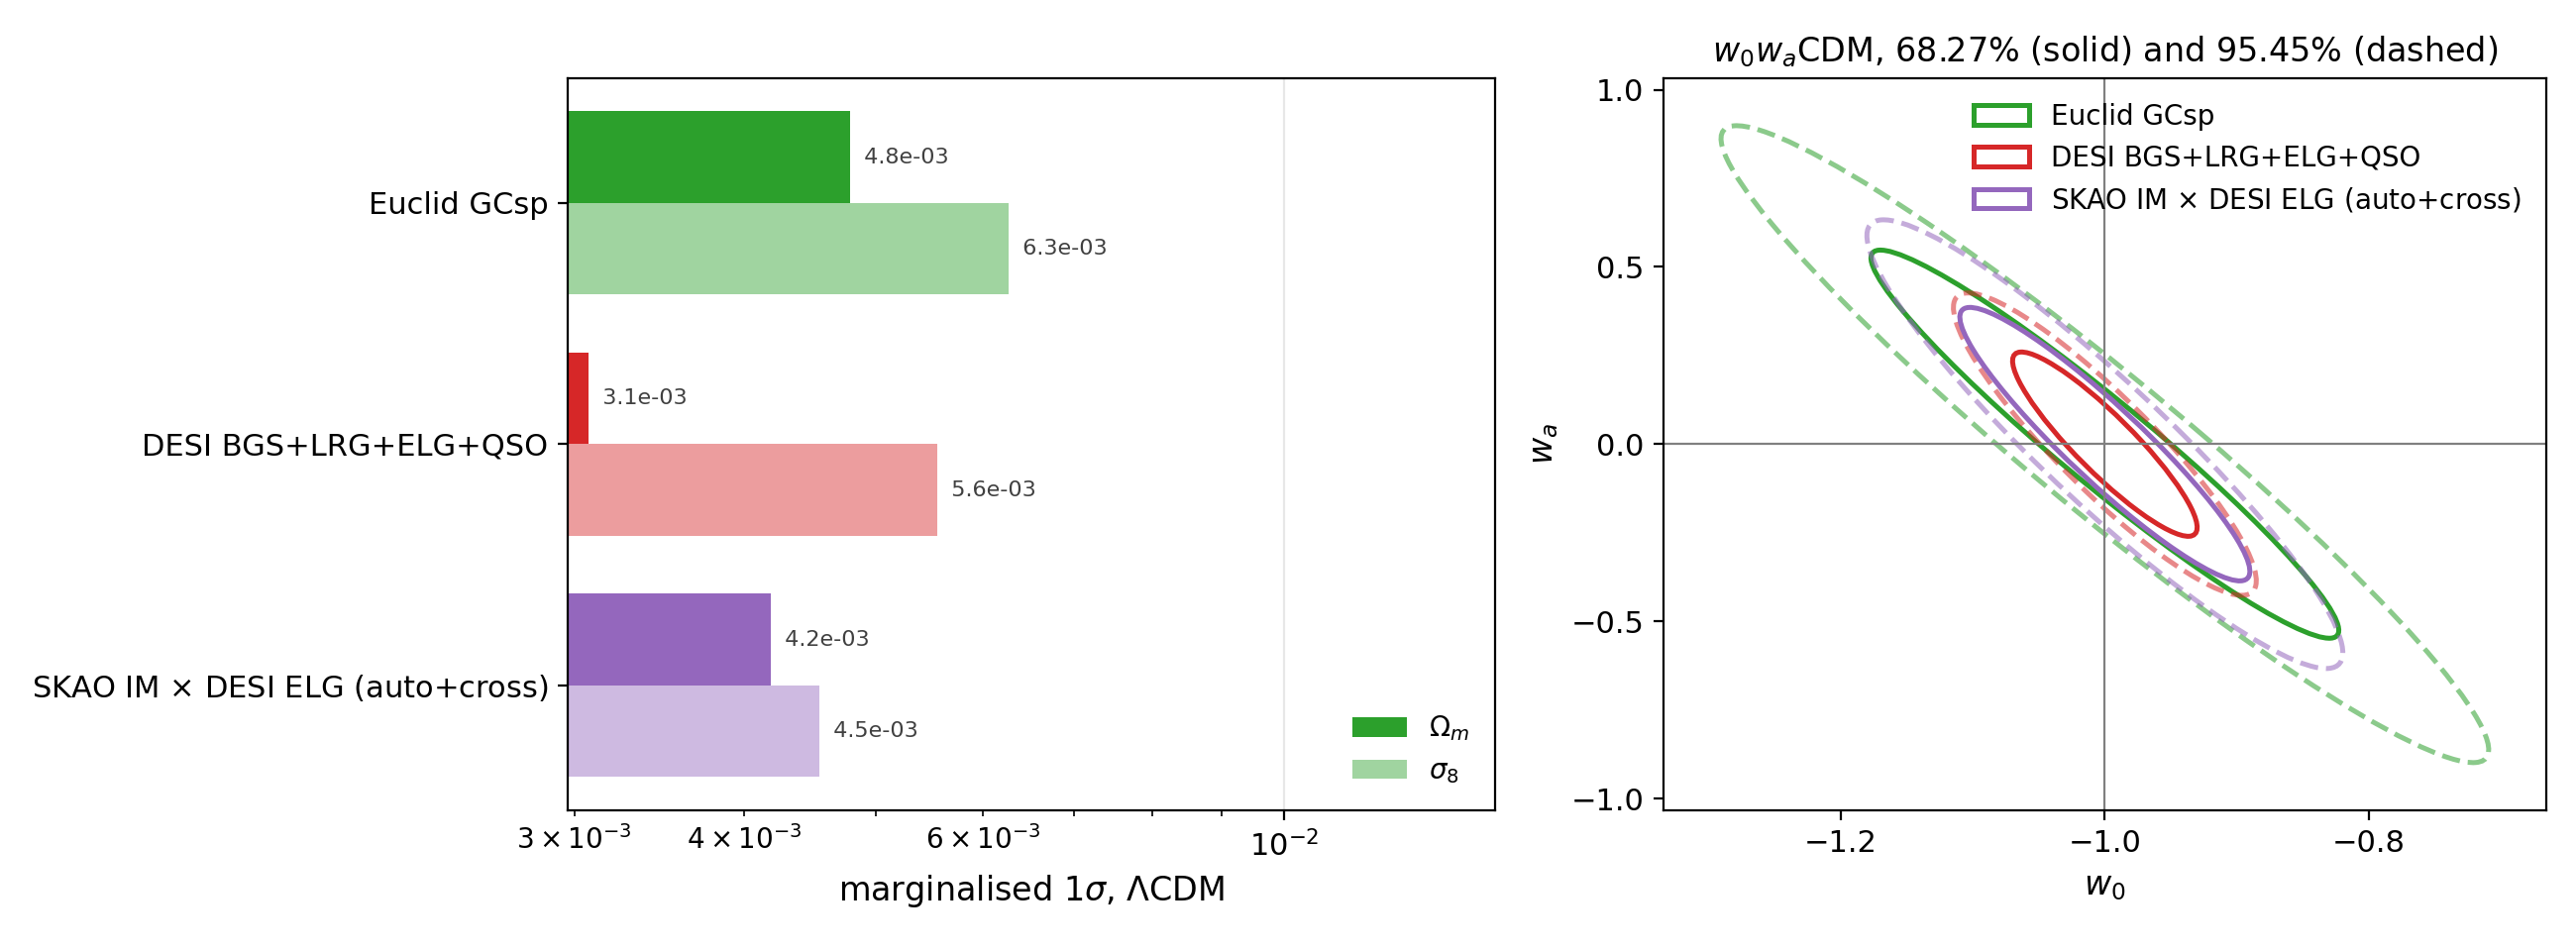 Euclid GCsp
DESI BGS+LRG+ELG+QSO
SKAO IM × DESI ELG (auto+cross)
4.8e-03
6.3e-03
3.1e-03
5.6e-03
4.2e-03
4.5e-03
Ωm
σ8
3 × 10⁻³
4 × 10⁻³
6 × 10⁻³
10⁻²
marginalised 1σ, ΛCDM
w₀wₐCDM, 68.27% (solid) and 95.45% (dashed)
Euclid GCsp
DESI BGS+LRG+ELG+QSO
SKAO IM × DESI ELG (auto+cross)
1.0
0.5
0.0
−0.5
−1.0
wₐ
−1.2
−1.0
−0.8
w₀